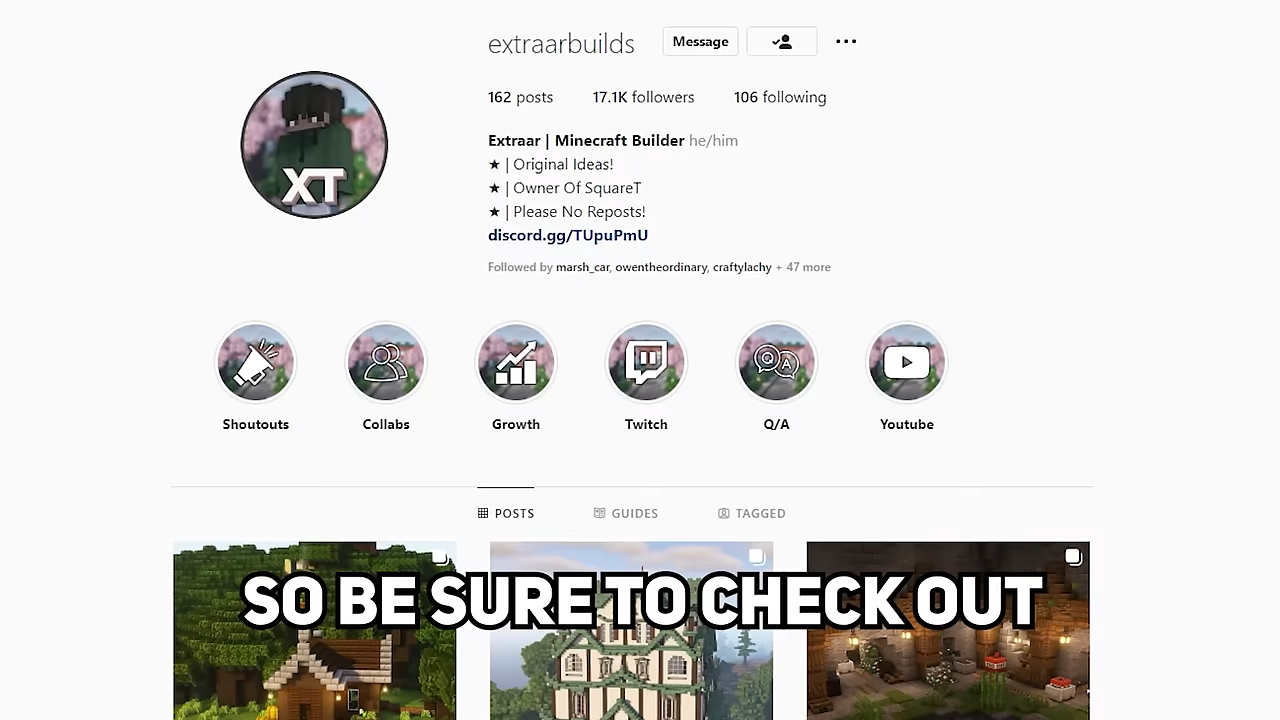 extraarbuilds
Message
162 posts
17.1K followers
106 following
XT
Extraar | Minecraft Builder he/him
★ | Original Ideas!
★ | Owner Of SquareT
★ | Please No Reposts!
discord.gg/TUpuPmU
Followed by marsh_car, owentheordinary, craftylachy + 47 more
Q A
Shoutouts
Collabs
Growth
Twitch
Q/A
Youtube
POSTS
GUIDES
TAGGED
SO BE SURE TO CHECK OUT